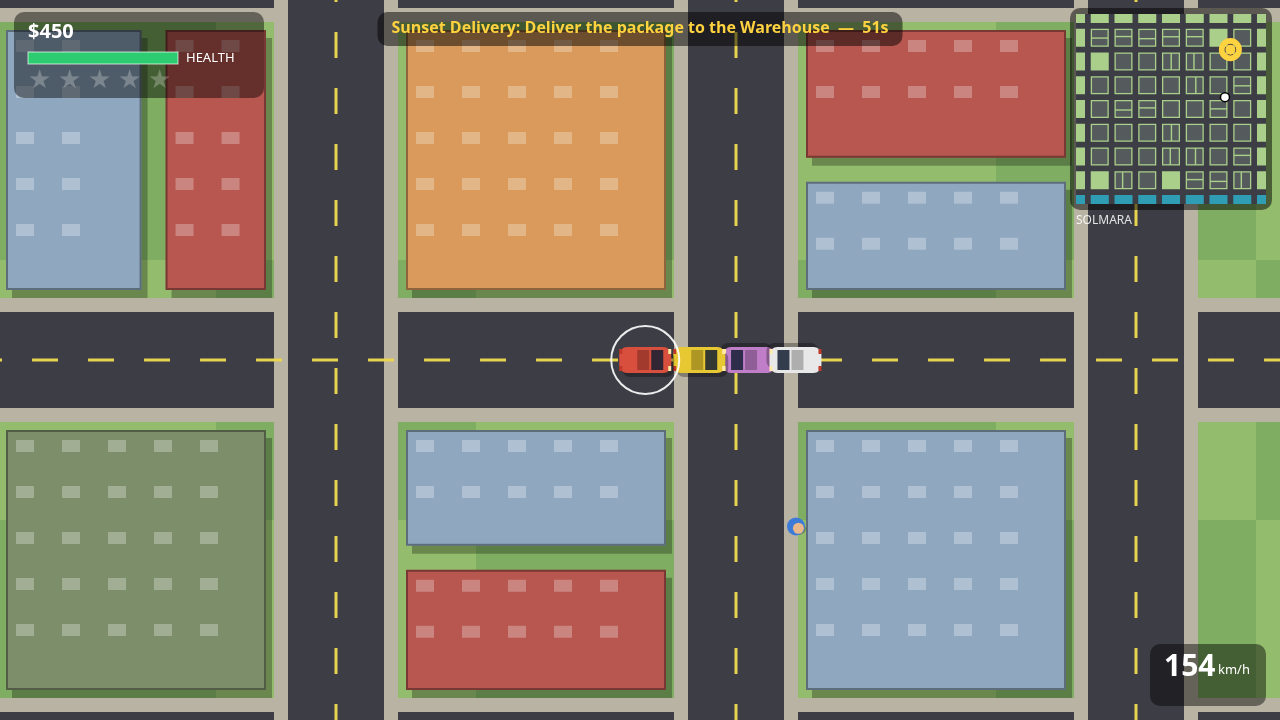 $450
Sunset Delivery: Deliver the package to the Warehouse — 51s
HEALTH
SOLMARA
154 km/h